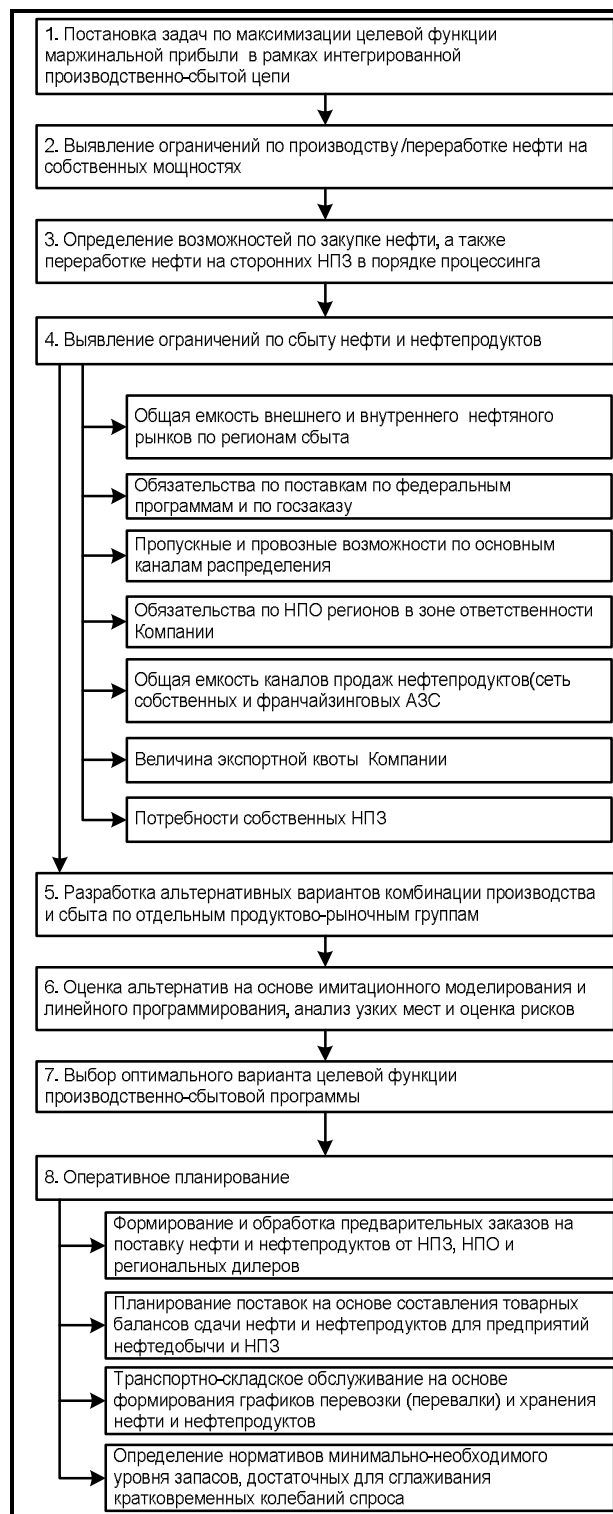 1. Постановка задач по максимизации целевой функции
маржинальной прибыли в рамках интегрированной
производственно-сбытой цепи
2. Выявление ограничений по производству/переработке нефти на
собственных мощностях
3. Определение возможностей по закупке нефти, а также
переработке нефти на сторонних НПЗ в порядке процессинга
4. Выявление ограничений по сбыту нефти и нефтепродуктов
Общая емкость внешнего и внутреннего нефтяного
рынков по регионам сбыта
Обязательства по поставкам по федеральным
программам и по госзаказу
Пропускные и провозные возможности по основным
каналам распределения
Обязательства по НПО регионов в зоне ответственности
Компании
Общая емкость каналов продаж нефтепродуктов(сеть
собственных и франчайзинговых АЗС
Величина экспортной квоты Компании
Потребности собственных НПЗ
5. Разработка альтернативных вариантов комбинации производства
и сбыта по отдельным продуктово-рыночным группам
6. Оценка альтернатив на основе имитационного моделирования и
линейного программирования, анализ узких мест и оценка рисков
7. Выбор оптимального варианта целевой функции
производственно-сбытовой программы
8. Оперативное планирование
Формирование и обработка предварительных заказов на
поставку нефти и нефтепродуктов от НПЗ, НПО и
региональных дилеров
Планирование поставок на основе составления товарных
балансов сдачи нефти и нефтепродуктов для предприятий
нефтедобычи и НПЗ
Транспортно-складское обслуживание на основе
формирования графиков перевозки (перевалки) и хранения
нефти и нефтепродуктов
Определение нормативов минимально-необходимого
уровня запасов, достаточных для сглаживания
кратковременных колебаний спроса